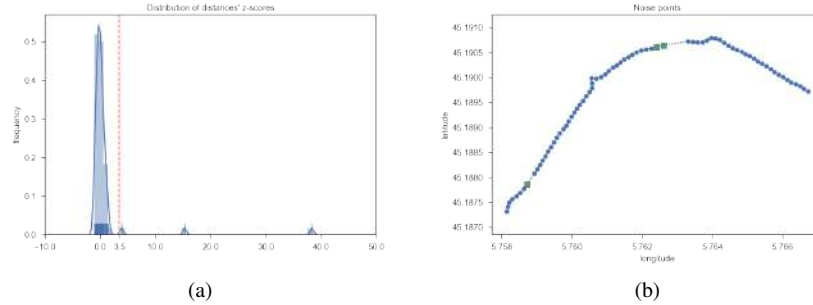 Distribution of distances' z-scores
frequency
0.5
0.4
0.3
0.2
0.1
0.0
-10.0 0.0 3.5 10.0 20.0 30.0 40.0 50.0
(a)
Noise points
latitude
45.1910
45.1905
45.1900
45.1895
45.1890
45.1885
45.1880
45.1875
45.1870
5.758 5.760 5.762 5.764 5.766
longitude
(b)